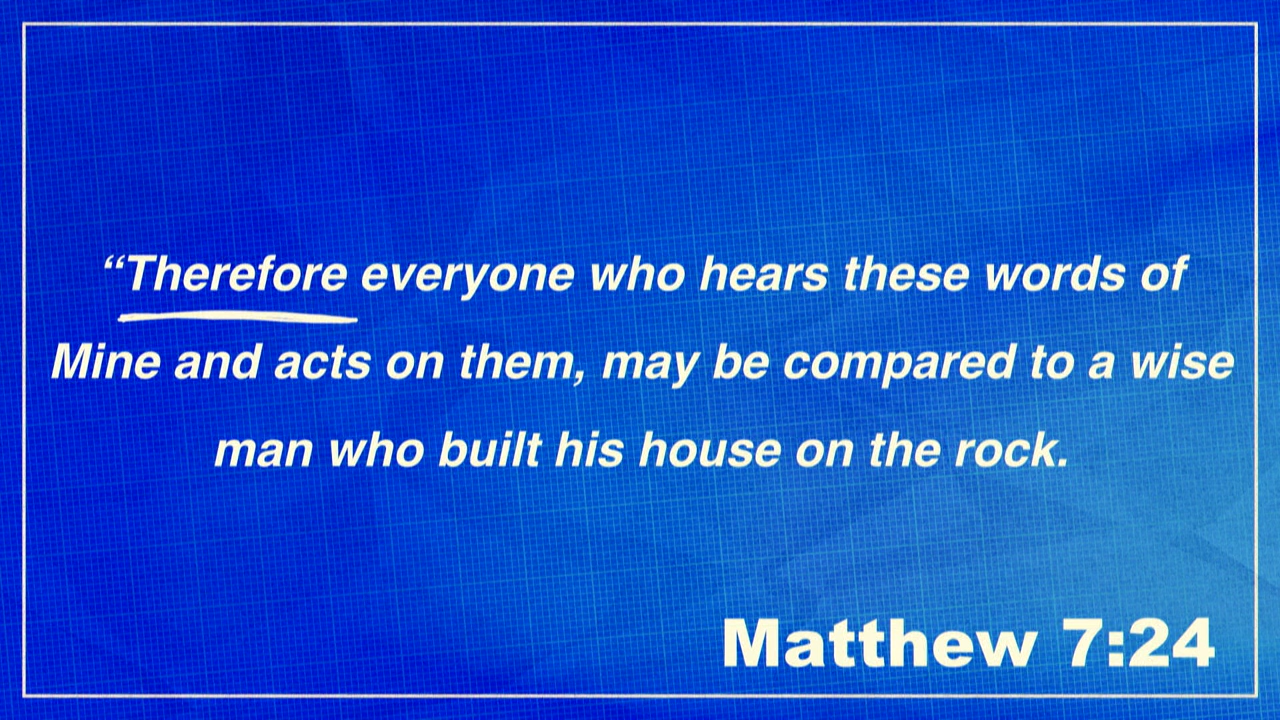 “Therefore everyone who hears these words of
Mine and acts on them, may be compared to a wise
man who built his house on the rock.
Matthew 7:24